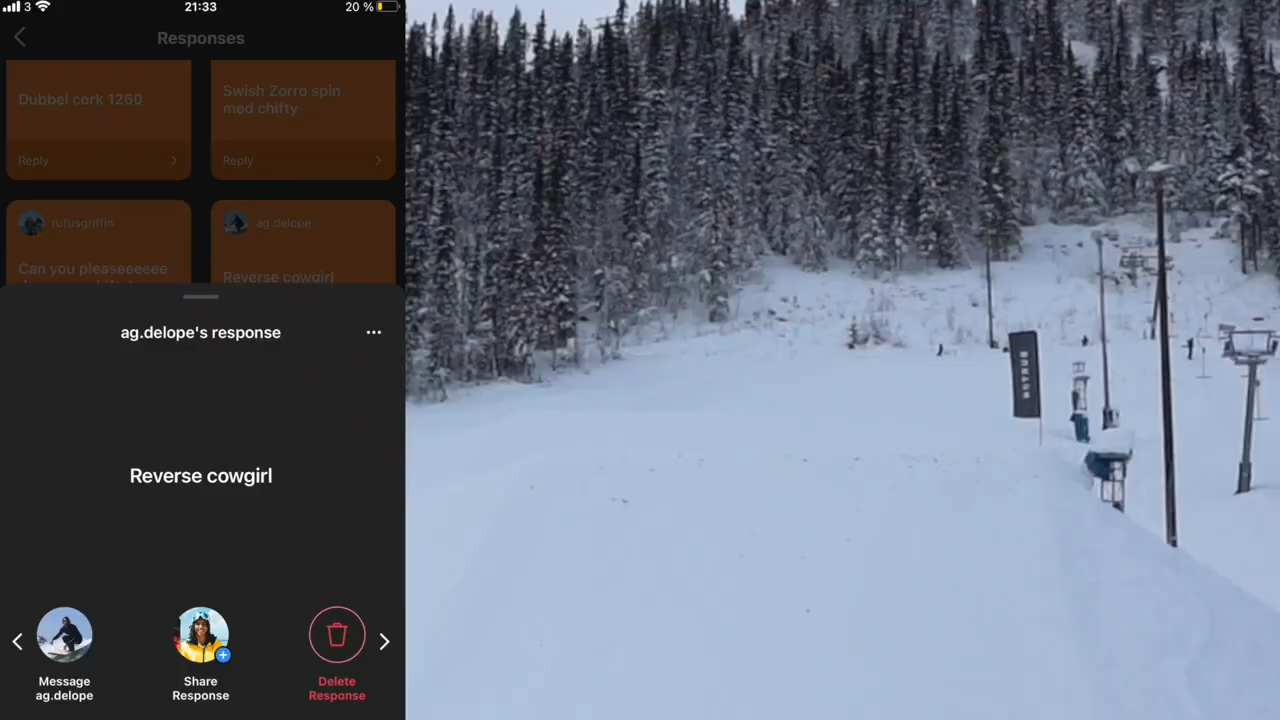 3
21:33
20 %
Responses
Dubbel cork 1260
Swish Zorro spin
med chifty
Reply
Reply
rufusgriffin
ag.delope
Can you pleaseeeeee
Reverse cowgirl
ag.delope's response
Reverse cowgirl
Message
ag.delope
Share
Response
Delete
Response